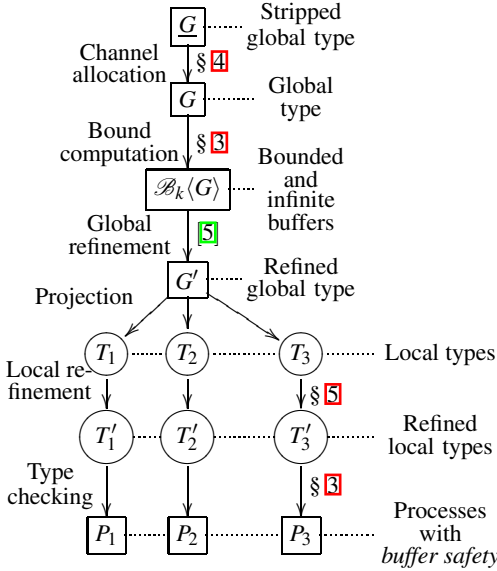 G Stripped
global type
Channel
allocation
§ 4
G Global
type
Bound
computation
§ 3
ℬk⟨G⟩ Bounded
and
infinite
buffers
Global
refinement
[5]
G′ Refined
global type
Projection
T1 T2 T3 Local types
Local re-
finement
§ 5
T′1 T′2 T′3 Refined
local types
Type
checking
§ 3
P1 P2 P3 Processes
with
buffer safety